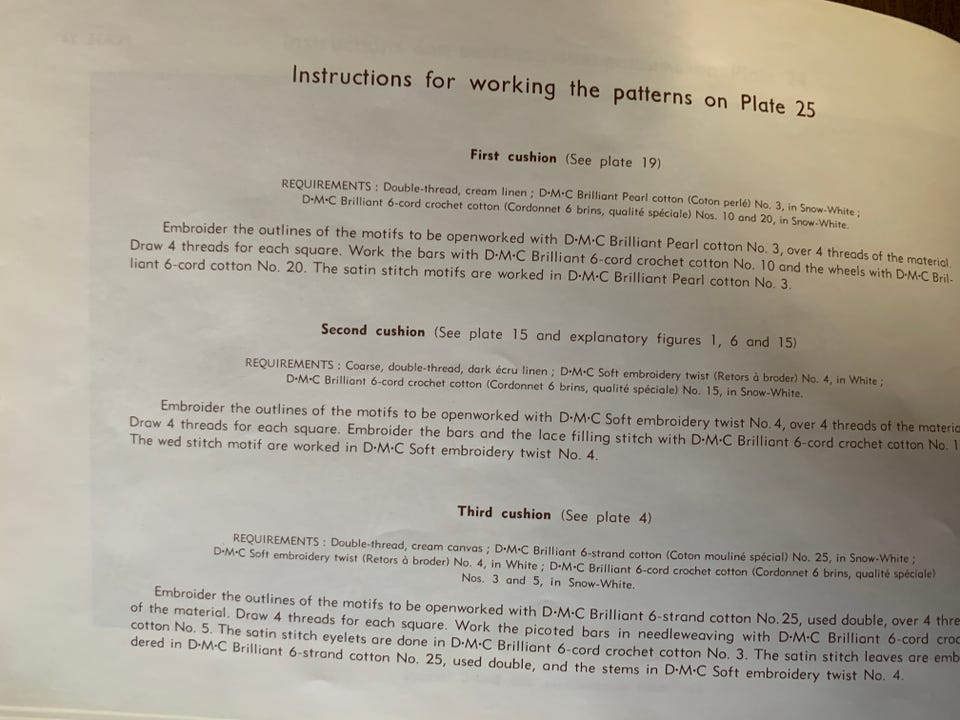 Instructions for working the patterns on Plate 25
First cushion (See plate 19)
REQUIREMENTS : Double-thread, cream linen ; D•M•C Brilliant Pearl cotton (Coton perlé) No. 3, in Snow-White ;
D•M•C Brilliant 6-cord crochet cotton (Cordonnet 6 brins, qualité spéciale) Nos. 10 and 20, in Snow-White.
Embroider the outlines of the motifs to be openworked with D•M•C Brilliant Pearl cotton No. 3, over 4 threads of the material.
Draw 4 threads for each square. Work the bars with D•M•C Brilliant 6-cord crochet cotton No. 10 and the wheels with D•M•C Bril-
liant 6-cord cotton No. 20. The satin stitch motifs are worked in D•M•C Brilliant Pearl cotton No. 3.
Second cushion (See plate 15 and explanatory figures 1, 6 and 15)
REQUIREMENTS : Coarse, double-thread, dark écru linen ; D•M•C Soft embroidery twist (Retors à broder) No. 4, in White ;
D•M•C Brilliant 6-cord crochet cotton (Cordonnet 6 brins, qualité spéciale) No. 15, in Snow-White.
Embroider the outlines of the motifs to be openworked with D•M•C Soft embroidery twist No. 4, over 4 threads of the materia
Draw 4 threads for each square. Embroider the bars and the lace filling stitch with D•M•C Brilliant 6-cord crochet cotton No. 1
The wed stitch motif are worked in D•M•C Soft embroidery twist No. 4.
Third cushion (See plate 4)
REQUIREMENTS : Double-thread, cream canvas ; D•M•C Brilliant 6-strand cotton (Coton mouliné spécial) No. 25, in Snow-White ;
D•M•C Soft embroidery twist (Retors à broder) No. 4, in White ; D•M•C Brilliant 6-cord crochet cotton (Cordonnet 6 brins, qualité spéciale)
Nos. 3 and 5, in Snow-White.
Embroider the outlines of the motifs to be openworked with D•M•C Brilliant 6-strand cotton No. 25, used double, over 4 thre
of the material. Draw 4 threads for each square. Work the picoted bars in needleweaving with D•M•C Brilliant 6-cord croc
cotton No. 5. The satin stitch eyelets are done in D•M•C Brilliant 6-cord crochet cotton No. 3. The satin stitch leaves are emb
dered in D•M•C Brilliant 6-strand cotton No. 25, used double, and the stems in D•M•C Soft embroidery twist No. 4.